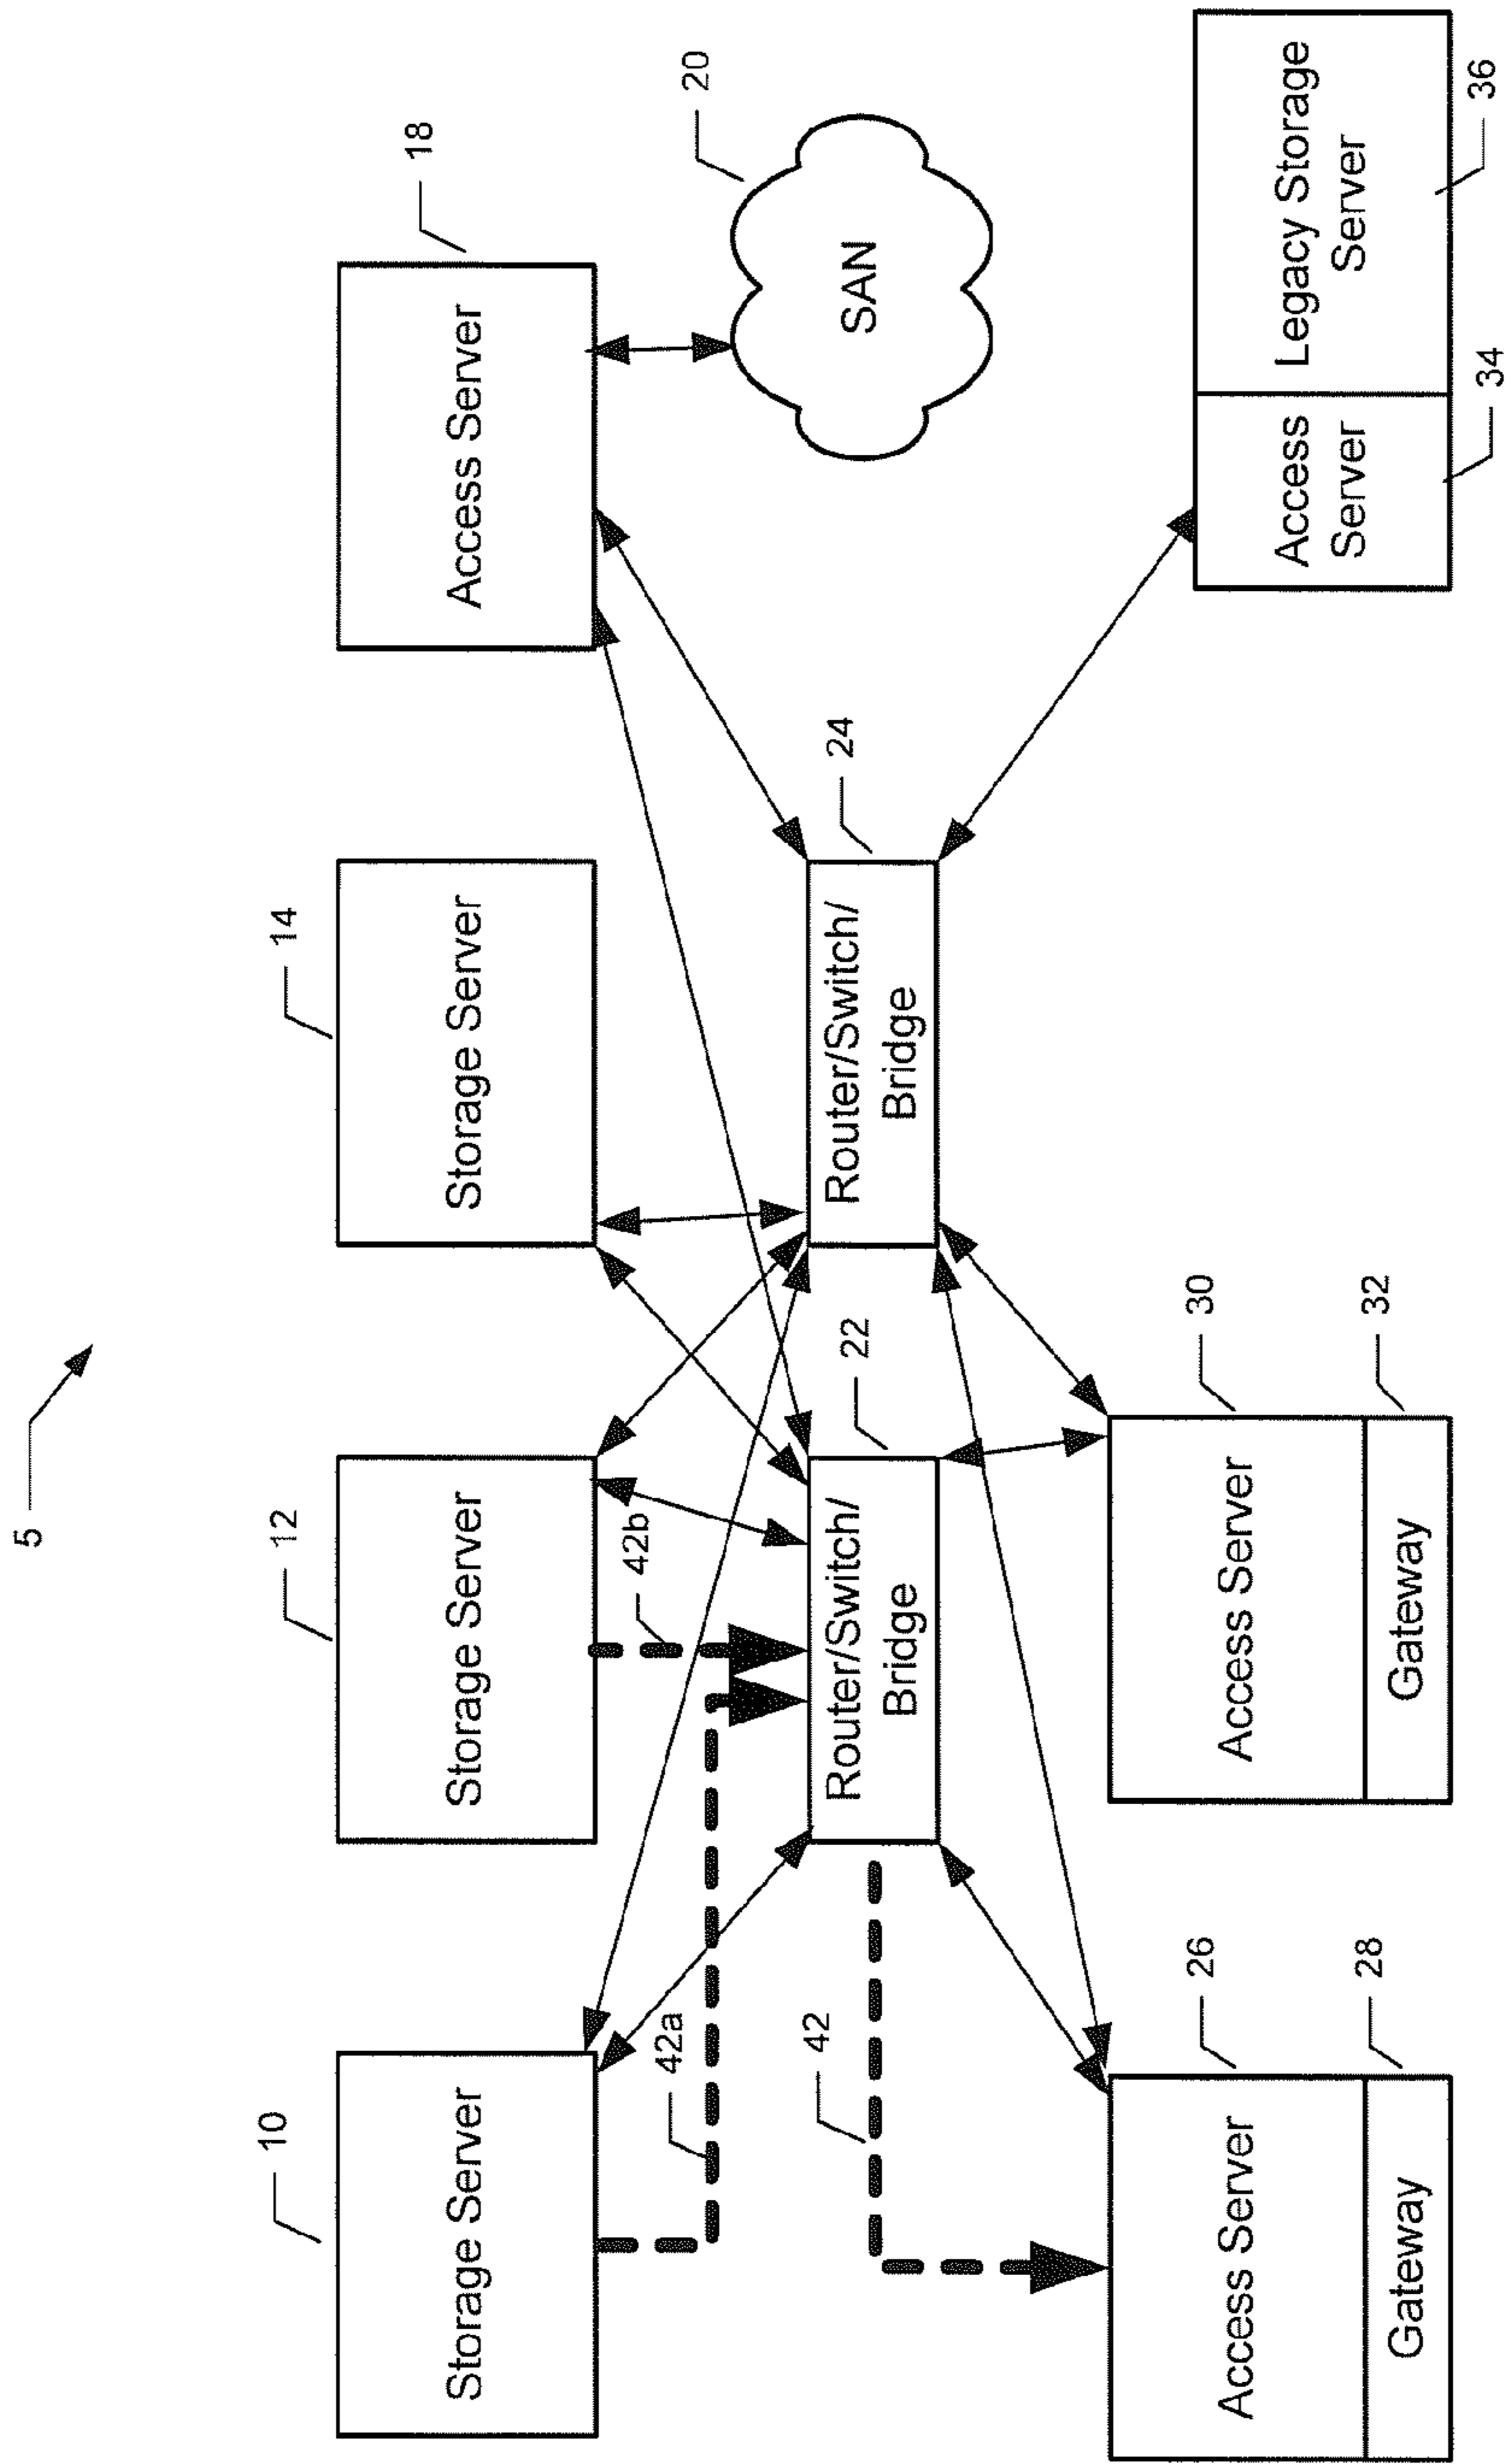 5
10
Storage Server
12
Storage Server
14
Storage Server
18
Access Server
42a
42b
20
SAN
42
22
Router/Switch/
Bridge
24
Router/Switch/
Bridge
26
Access Server
28
Gateway
30
Access Server
32
Gateway
Access
Server
34
Legacy Storage
Server
36